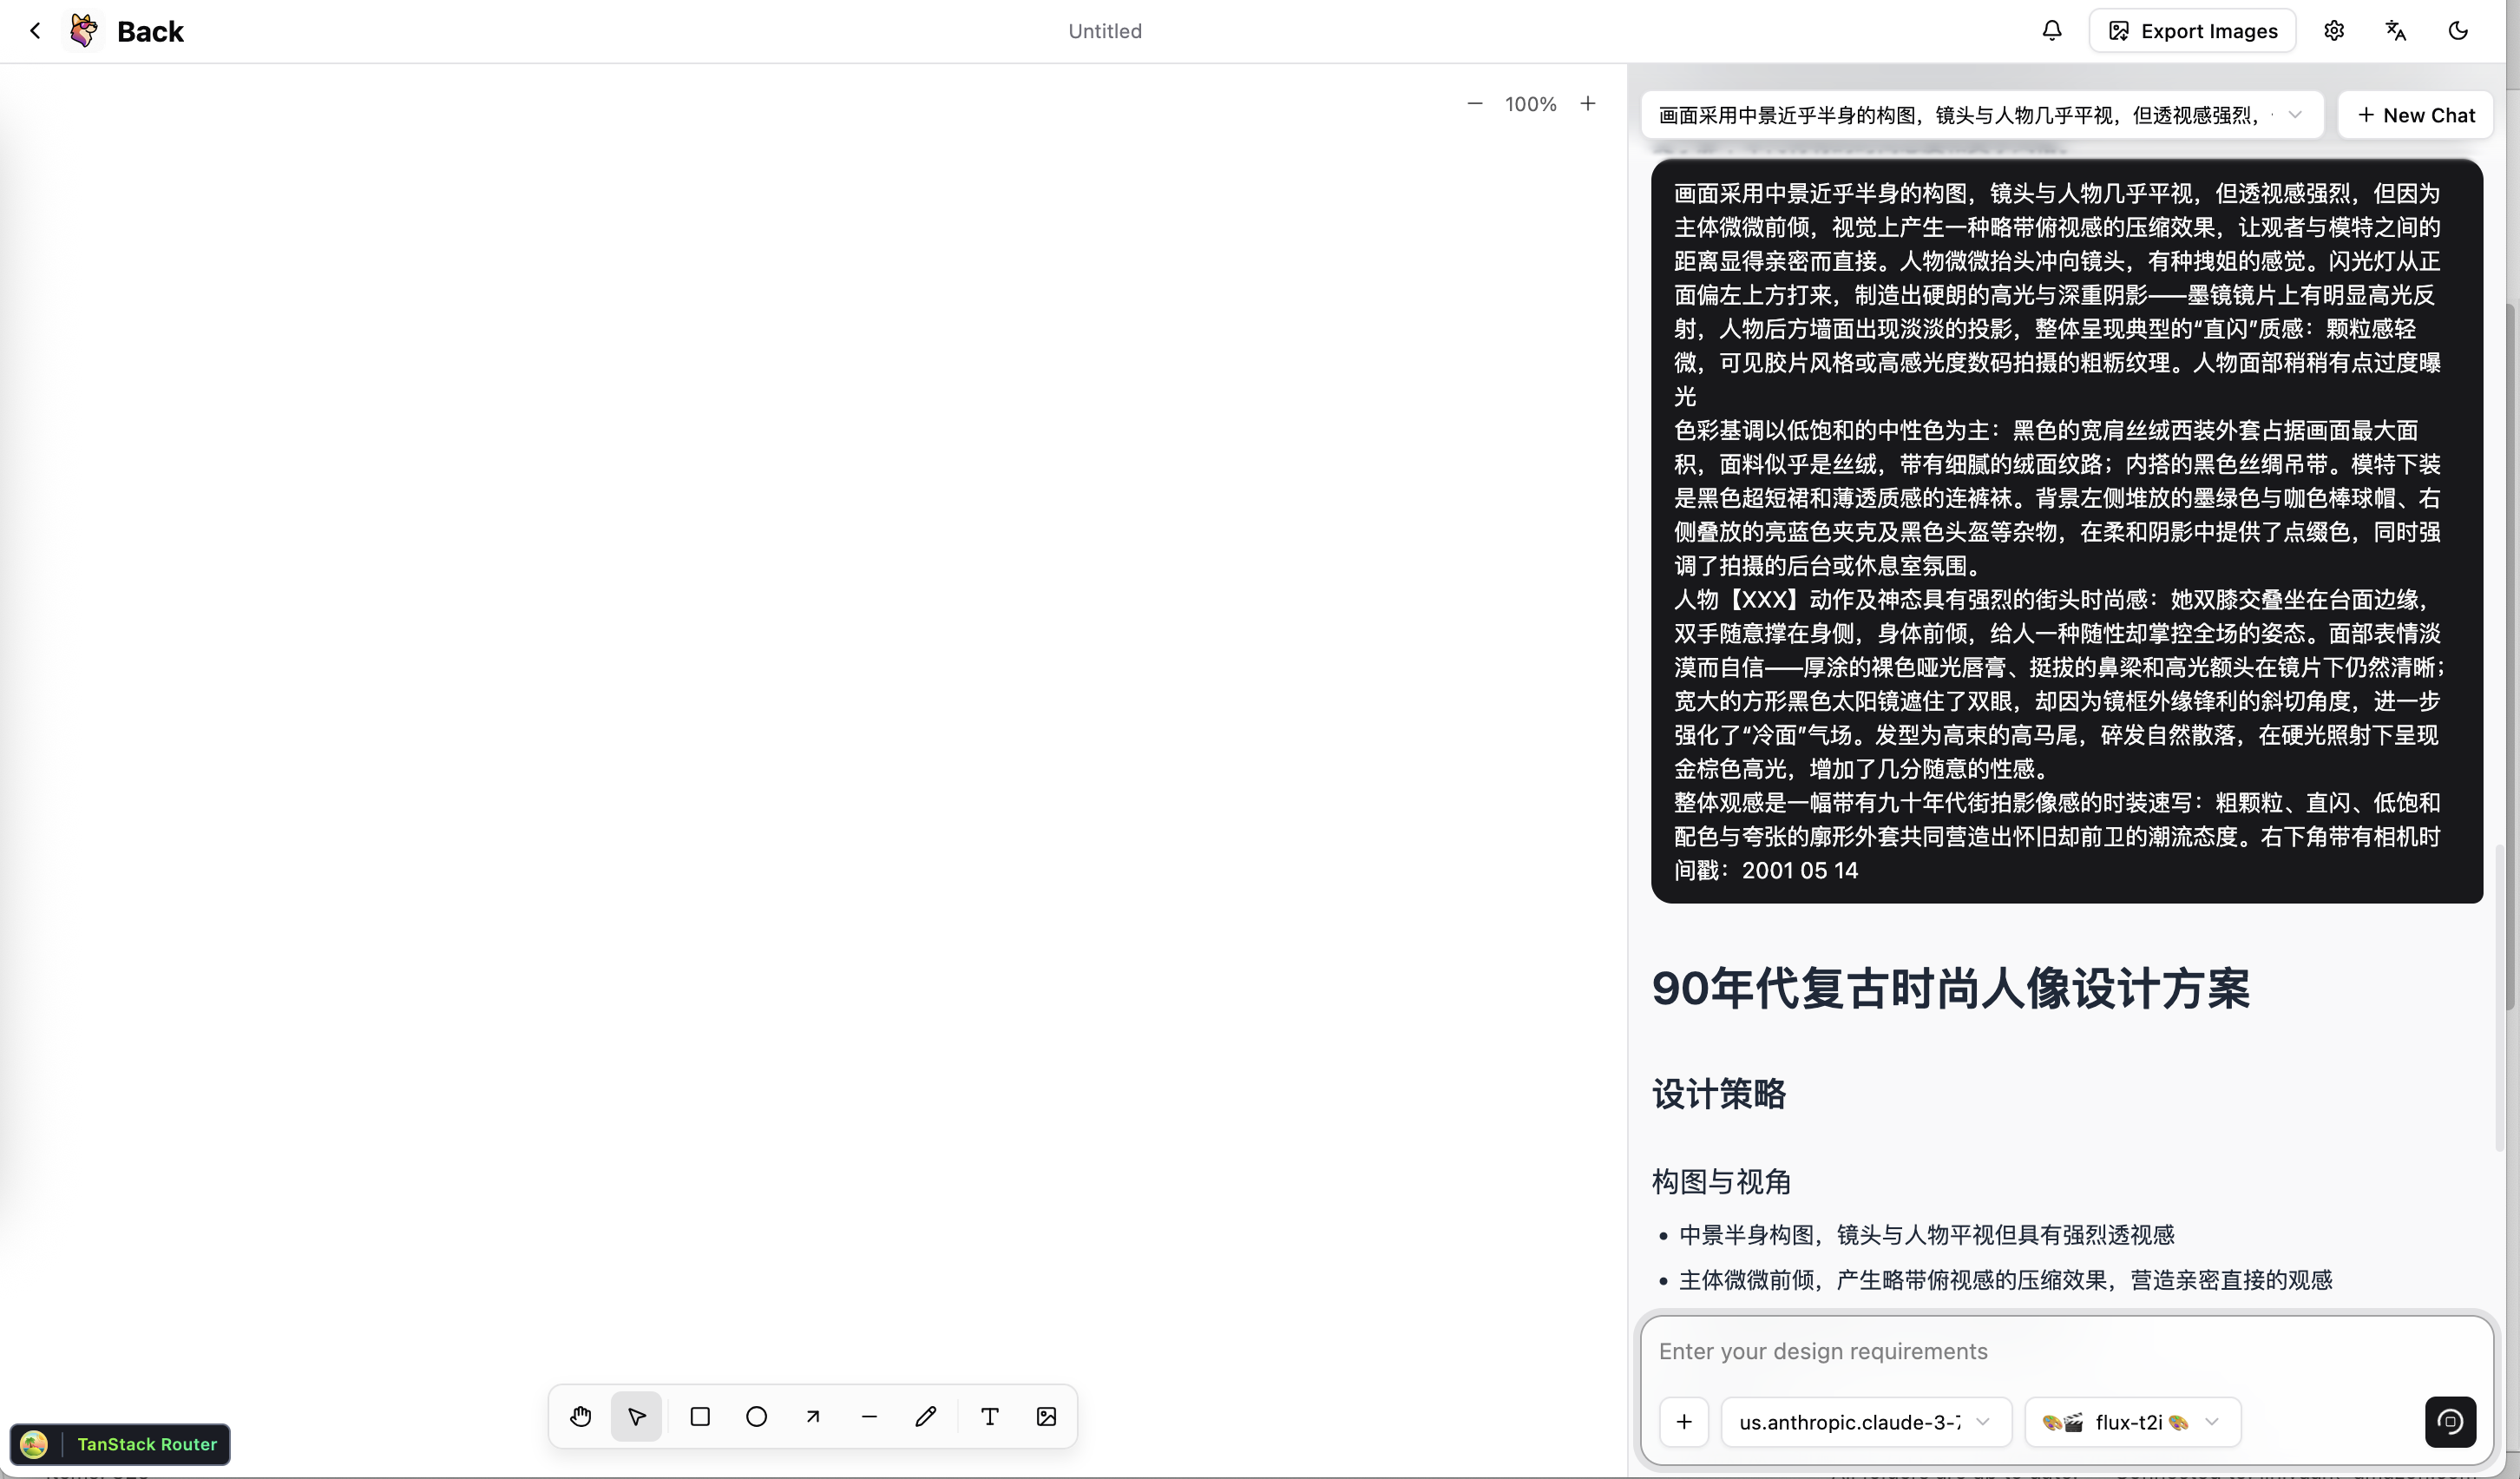 Back
Untitled
Export Images
100%
画面采用中景近乎半身的构图，镜头与人物几乎平视，但透视感强烈，
New Chat
画面采用中景近乎半身的构图，镜头与人物几乎平视，但透视感强烈，但因为
主体微微前倾，视觉上产生一种略带俯视感的压缩效果，让观者与模特之间的
距离显得亲密而直接。人物微微抬头冲向镜头，有种拽姐的感觉。闪光灯从正
面偏左上方打来，制造出硬朗的高光与深重阴影——墨镜镜片上有明显高光反
射，人物后方墙面出现淡淡的投影，整体呈现典型的“直闪”质感：颗粒感轻
微，可见胶片风格或高感光度数码拍摄的粗粝纹理。人物面部稍稍有点过度曝
光
色彩基调以低饱和的中性色为主：黑色的宽肩丝绒西装外套占据画面最大面
积，面料似乎是丝绒，带有细腻的绒面纹路；内搭的黑色丝绸吊带。模特下装
是黑色超短裙和薄透质感的连裤袜。背景左侧堆放的墨绿色与咖色棒球帽、右
侧叠放的亮蓝色夹克及黑色头盔等杂物，在柔和阴影中提供了点缀色，同时强
调了拍摄的后台或休息室氛围。
人物【XXX】动作及神态具有强烈的街头时尚感：她双膝交叠坐在台面边缘，
双手随意撑在身侧，身体前倾，给人一种随性却掌控全场的姿态。面部表情淡
漠而自信——厚涂的裸色哑光唇膏、挺拔的鼻梁和高光额头在镜片下仍然清晰；
宽大的方形黑色太阳镜遮住了双眼，却因为镜框外缘锋利的斜切角度，进一步
强化了“冷面”气场。发型为高束的高马尾，碎发自然散落，在硬光照射下呈现
金棕色高光，增加了几分随意的性感。
整体观感是一幅带有九十年代街拍影像感的时装速写：粗颗粒、直闪、低饱和
配色与夸张的廓形外套共同营造出怀旧却前卫的潮流态度。右下角带有相机时
间戳：2001 05 14
90年代复古时尚人像设计方案
设计策略
构图与视角
• 中景半身构图，镜头与人物平视但具有强烈透视感
• 主体微微前倾，产生略带俯视感的压缩效果，营造亲密直接的观感
Enter your design requirements
us.anthropic.claude-3-7
flux-t2i
TanStack Router